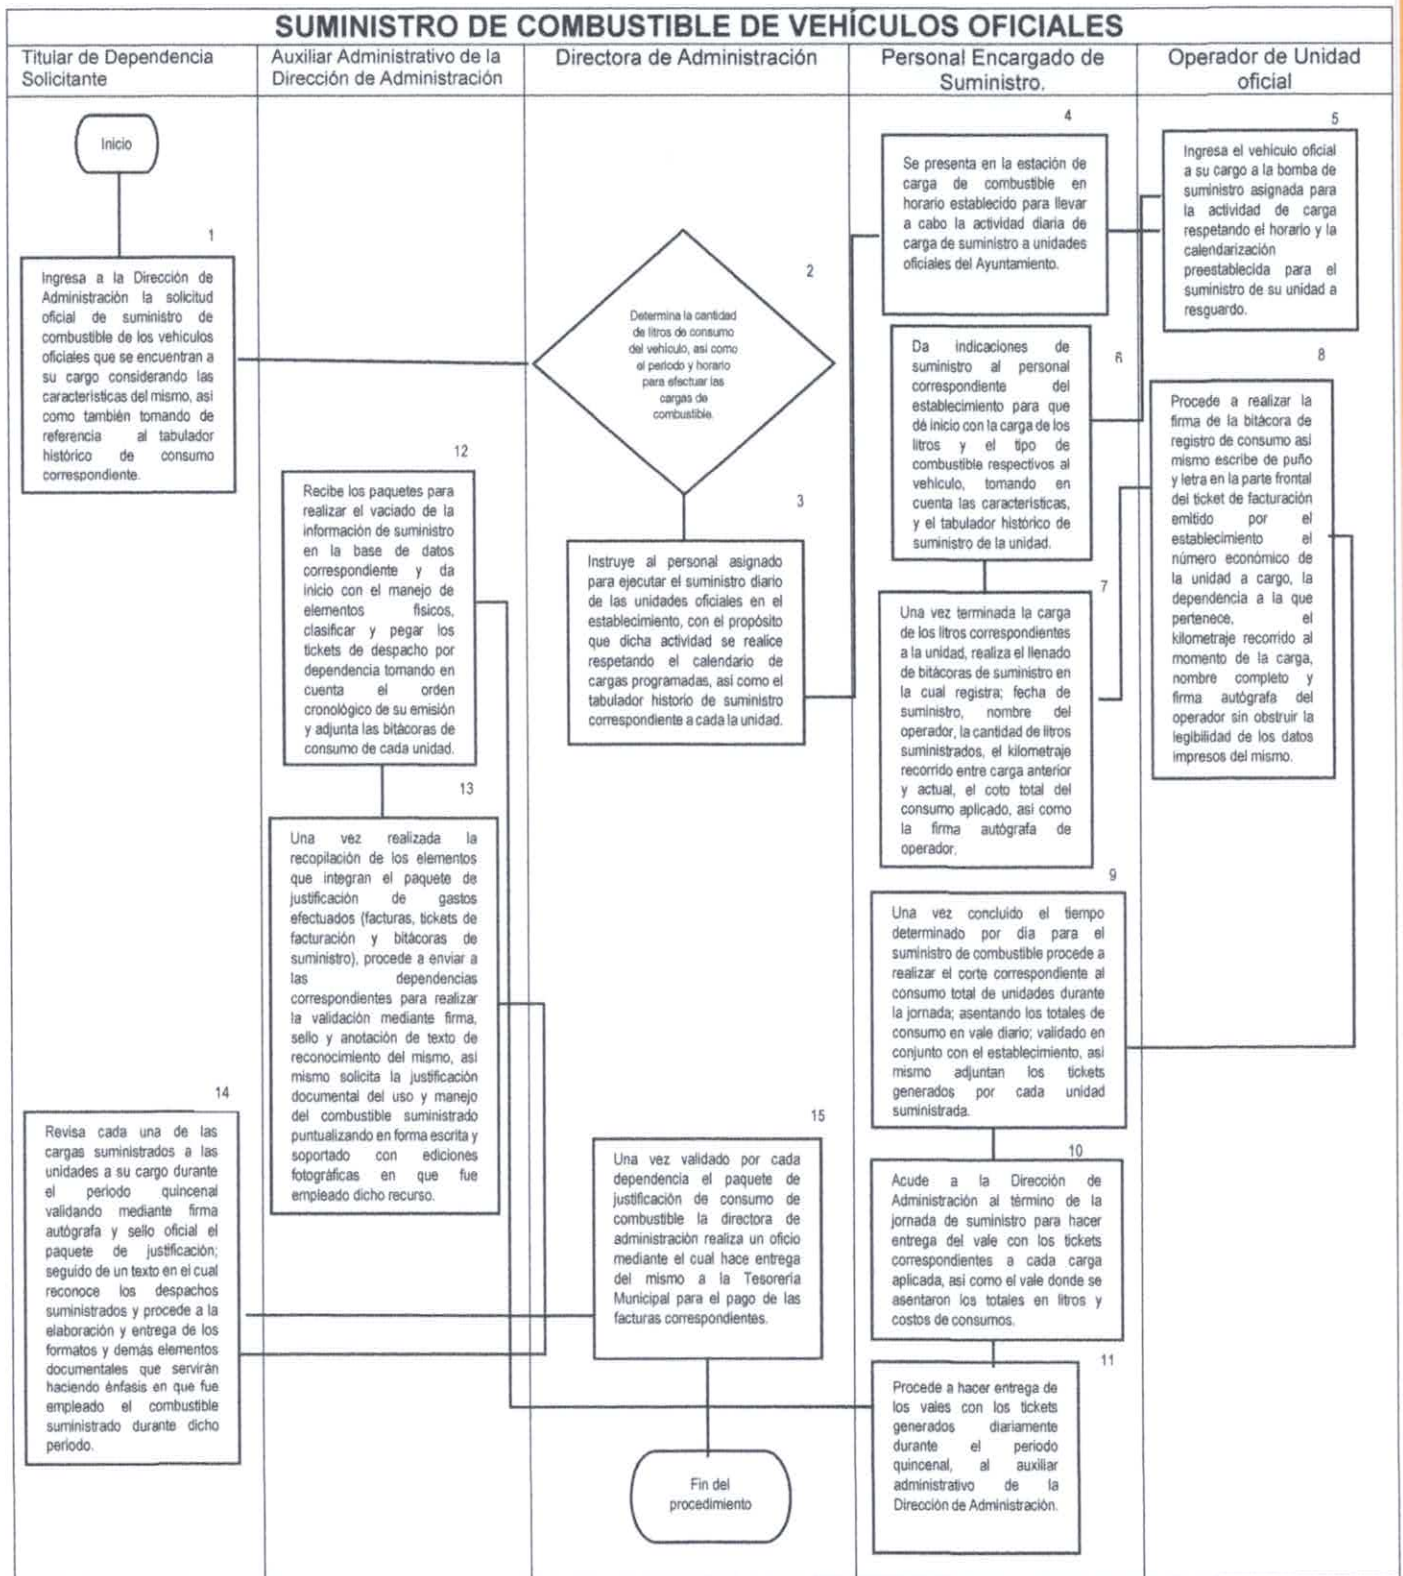 SUMINISTRO DE COMBUSTIBLE DE VEHÍCULOS OFICIALES
Titular de Dependencia
Solicitante
Auxiliar Administrativo de la
Dirección de Administración
Directora de Administración
Personal Encargado de
Suministro.
Operador de Unidad
oficial
Inicio
1
Ingresa a la Dirección de
Administración la solicitud
oficial de suministro de
combustible de los vehículos
oficiales que se encuentran a
su cargo considerando las
características del mismo, así
como también tomando de
referencia al tabulador
histórico de consumo
correspondiente.
2
Determina la cantidad
de litros de consumo
del vehículo, así como
el periodo y horario
para efectuar las
cargas de
combustible.
3
Instruye al personal asignado
para ejecutar el suministro diario
de las unidades oficiales en el
establecimiento, con el propósito
que dicha actividad se realice
respetando el calendario de
cargas programadas, así como el
tabulador historio de suministro
correspondiente a cada la unidad.
4
Se presenta en la estación de
carga de combustible en
horario establecido para llevar
a cabo la actividad diaria de
carga de suministro a unidades
oficiales del Ayuntamiento.
5
Ingresa el vehículo oficial
a su cargo a la bomba de
suministro asignada para
la actividad de carga
respetando el horario y la
calendarización
preestablecida para el
suministro de su unidad a
resguardo.
6
Da indicaciones de
suministro al personal
correspondiente del
establecimiento para que
dé inicio con la carga de los
litros y el tipo de
combustible respectivos al
vehículo, tomando en
cuenta las características,
y el tabulador histórico de
suministro de la unidad.
7
Una vez terminada la carga
de los litros correspondientes
a la unidad, realiza el llenado
de bitácoras de suministro en
la cual registra; fecha de
suministro, nombre del
operador, la cantidad de litros
suministrados, el kilometraje
recorrido entre carga anterior
y actual, el coto total del
consumo aplicado, así como
la firma autógrafa de
operador.
8
Procede a realizar la
firma de la bitácora de
registro de consumo así
mismo escribe de puño
y letra en la parte frontal
del ticket de facturación
emitido por el
establecimiento el
número económico de
la unidad a cargo, la
dependencia a la que
pertenece, el
kilometraje recorrido al
momento de la carga,
nombre completo y
firma autógrafa del
operador sin obstruir la
legibilidad de los datos
impresos del mismo.
9
Una vez concluido el tiempo
determinado por día para el
suministro de combustible procede a
realizar el corte correspondiente al
consumo total de unidades durante
la jornada; asentando los totales de
consumo en vale diario; validado en
conjunto con el establecimiento, así
mismo adjuntan los tickets
generados por cada unidad
suministrada.
10
Acude a la Dirección de
Administración al término de la
jornada de suministro para hacer
entrega del vale con los tickets
correspondientes a cada carga
aplicada, así como el vale donde se
asentaron los totales en litros y
costos de consumos.
11
Procede a hacer entrega de
los vales con los tickets
generados diariamente
durante el periodo
quincenal, al auxiliar
administrativo de la
Dirección de Administración.
12
Recibe los paquetes para
realizar el vaciado de la
información de suministro
en la base de datos
correspondiente y da
inicio con el manejo de
elementos físicos,
clasificar y pegar los
tickets de despacho por
dependencia tomando en
cuenta el orden
cronológico de su emisión
y adjunta las bitácoras de
consumo de cada unidad.
13
Una vez realizada la
recopilación de los elementos
que integran el paquete de
justificación de gastos
efectuados (facturas, tickets de
facturación y bitácoras de
suministro), procede a enviar a
las dependencias
correspondientes para realizar
la validación mediante firma,
sello y anotación de texto de
reconocimiento del mismo, así
mismo solicita la justificación
documental del uso y manejo
del combustible suministrado
puntualizando en forma escrita y
soportado con ediciones
fotográficas en que fue
empleado dicho recurso.
14
Revisa cada una de las
cargas suministrados a las
unidades a su cargo durante
el periodo quincenal
validando mediante firma
autógrafa y sello oficial el
paquete de justificación;
seguido de un texto en el cual
reconoce los despachos
suministrados y procede a la
elaboración y entrega de los
formatos y demás elementos
documentales que servirán
haciendo énfasis en que fue
empleado el combustible
suministrado durante dicho
periodo.
15
Una vez validado por cada
dependencia el paquete de
justificación de consumo de
combustible la directora de
administración realiza un oficio
mediante el cual hace entrega
del mismo a la Tesorería
Municipal para el pago de las
facturas correspondientes.
Fin del
procedimiento